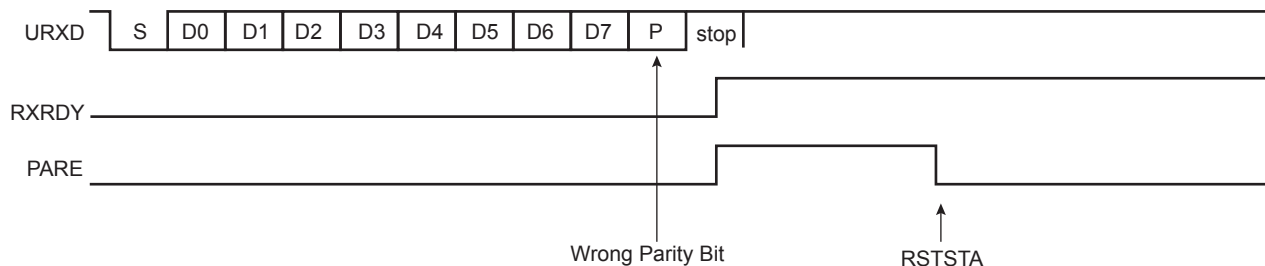 URXD S D0 D1 D2 D3 D4 D5 D6 D7 P stop
RXRDY
PARE
Wrong Parity Bit RSTSTA